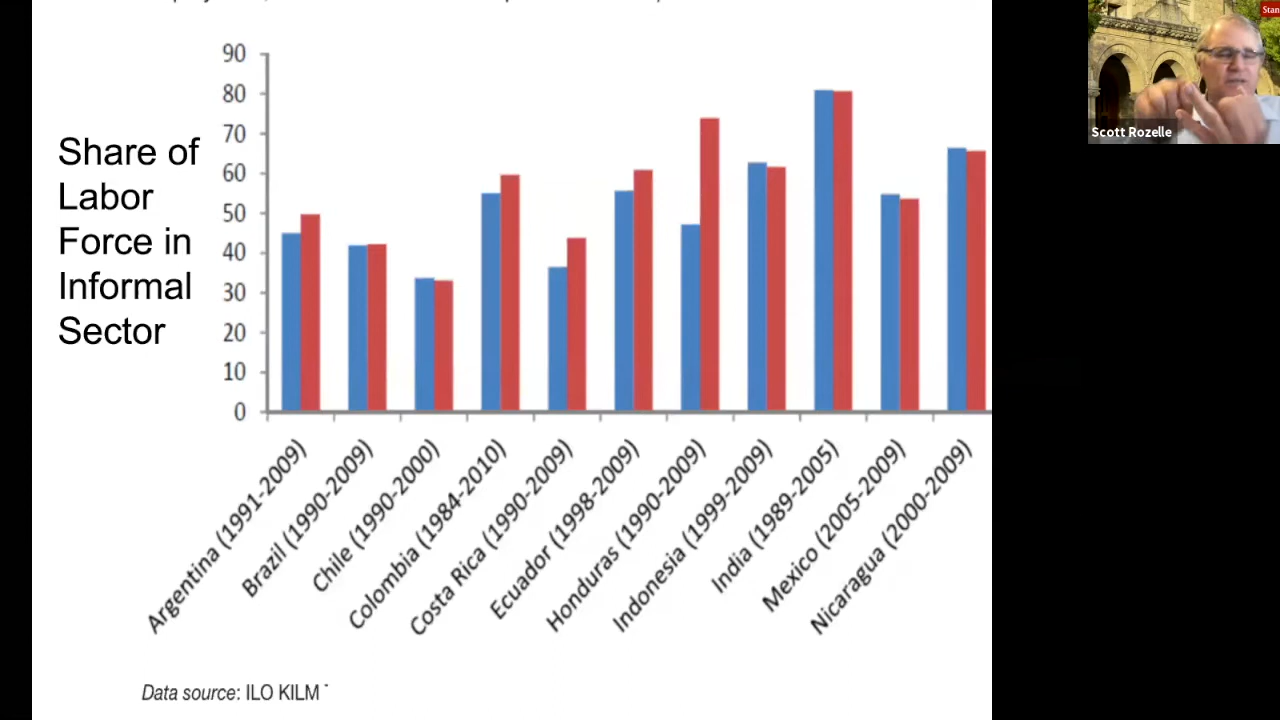 90
80
70
60
50
40
30
20
10
0
Share of
Labor
Force in
Informal
Sector
Argentina (1991-2009)
Brazil (1990-2009)
Chile (1990-2000)
Colombia (1984-2010)
Costa Rica (1990-2009)
Ecuador (1998-2009)
Honduras (1990-2009)
Indonesia (1999-2009)
India (1989-2005)
Mexico (2005-2009)
Nicaragua (2000-2009)
Data source: ILO KILM
Stan
Scott Rozelle